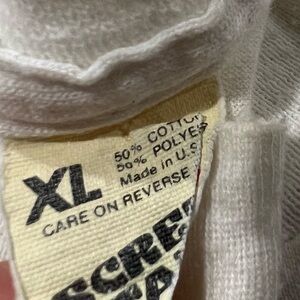 XL
50% COTTO
50% POLYES
Made in U.S
CARE ON REVERSE
SCREE